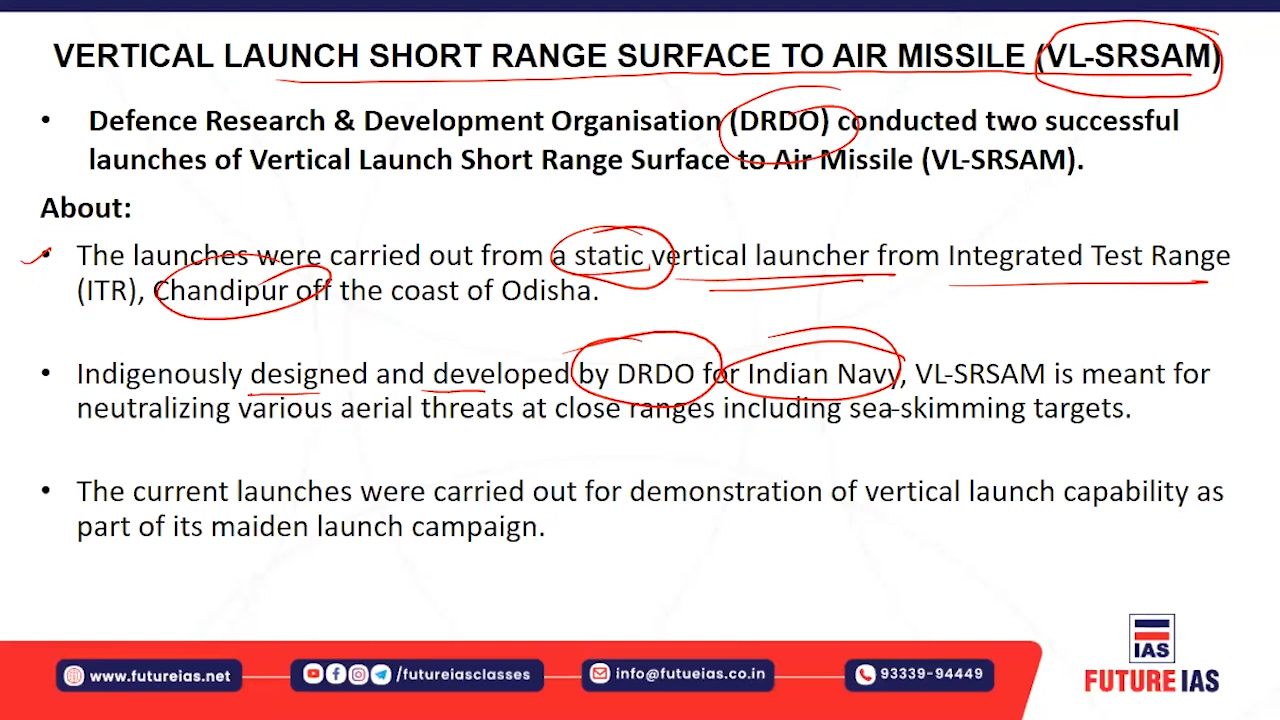 VERTICAL LAUNCH SHORT RANGE SURFACE TO AIR MISSILE (VL-SRSAM)
• Defence Research & Development Organisation (DRDO) conducted two successful
launches of Vertical Launch Short Range Surface to Air Missile (VL-SRSAM).
About:
• The launches were carried out from a static vertical launcher from Integrated Test Range
(ITR), Chandipur off the coast of Odisha.
• Indigenously designed and developed by DRDO for Indian Navy, VL-SRSAM is meant for
neutralizing various aerial threats at close ranges including sea-skimming targets.
• The current launches were carried out for demonstration of vertical launch capability as
part of its maiden launch campaign.
IAS
www.futureias.net /futureiasclasses info@futueias.co.in 93339-94449
FUTURE IAS